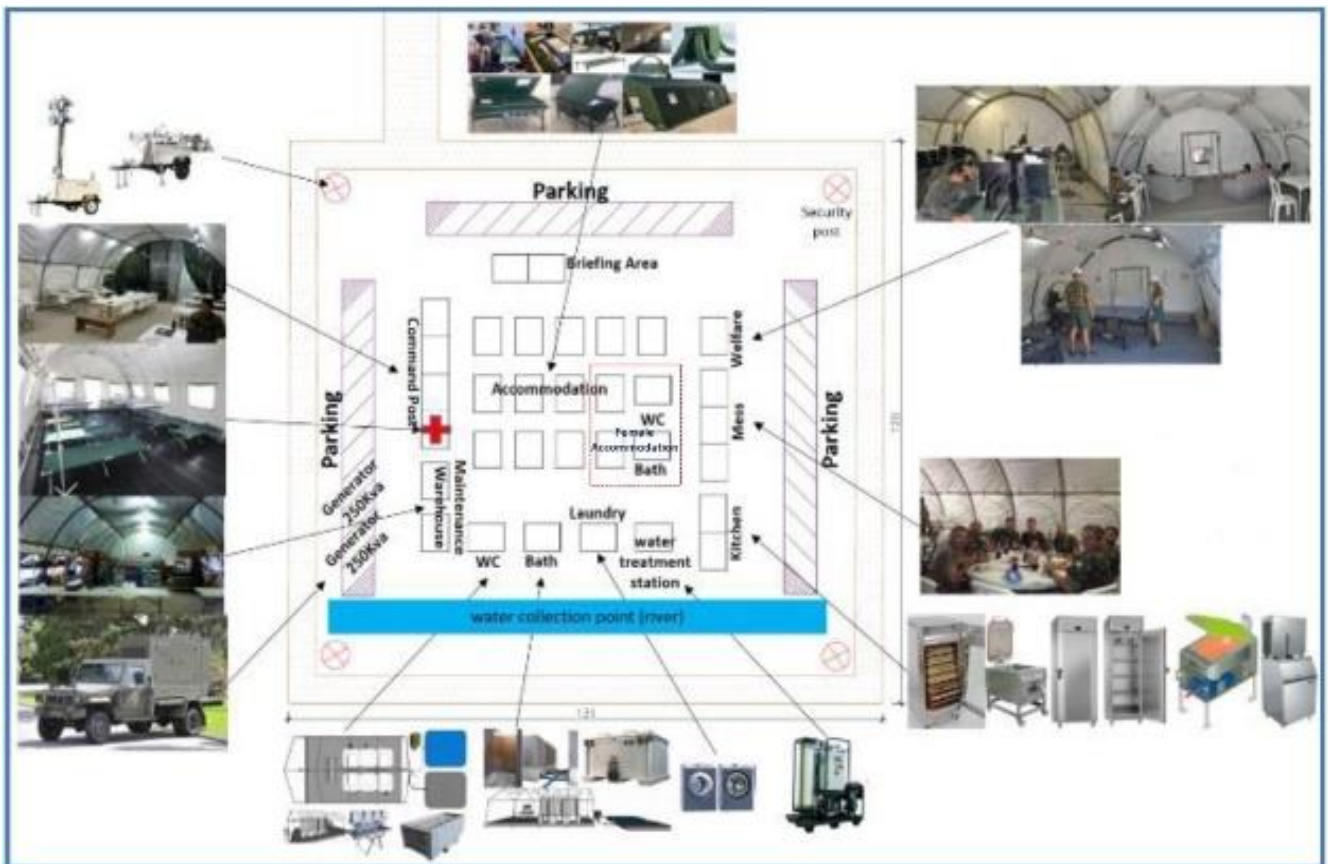 Parking
Security
post
Briefing Area
Command Post
Welfare
Accommodation
WC
Mess
Female
Accommodation
Bath
Parking
Parking
Generator
250Kva
Generator
250Kva
Maintenance
Warehouse
Laundry
Kitchen
WC
Bath
water
treatment
station
water collection point (river)